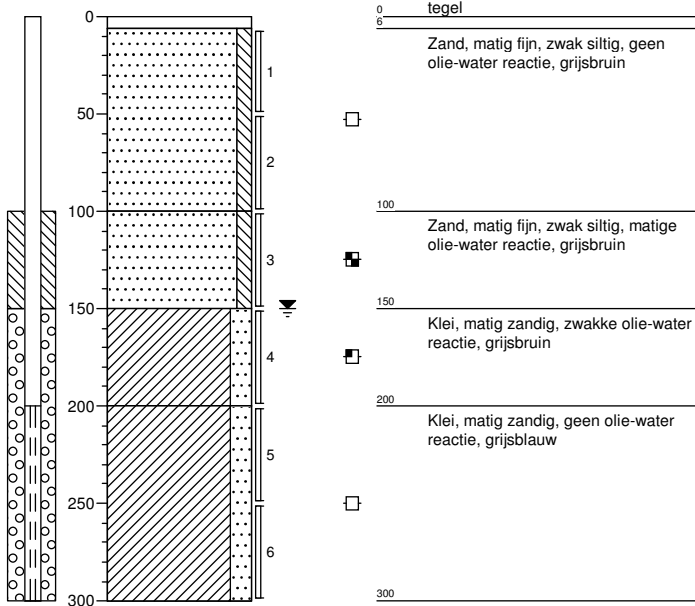 0
50
100
150
200
250
300
1
2
3
4
5
6
0
tegel
6
Zand, matig fijn, zwak siltig, geen
olie-water reactie, grijsbruin
100
Zand, matig fijn, zwak siltig, matige
olie-water reactie, grijsbruin
150
Klei, matig zandig, zwakke olie-water
reactie, grijsbruin
200
Klei, matig zandig, geen olie-water
reactie, grijsblauw
300